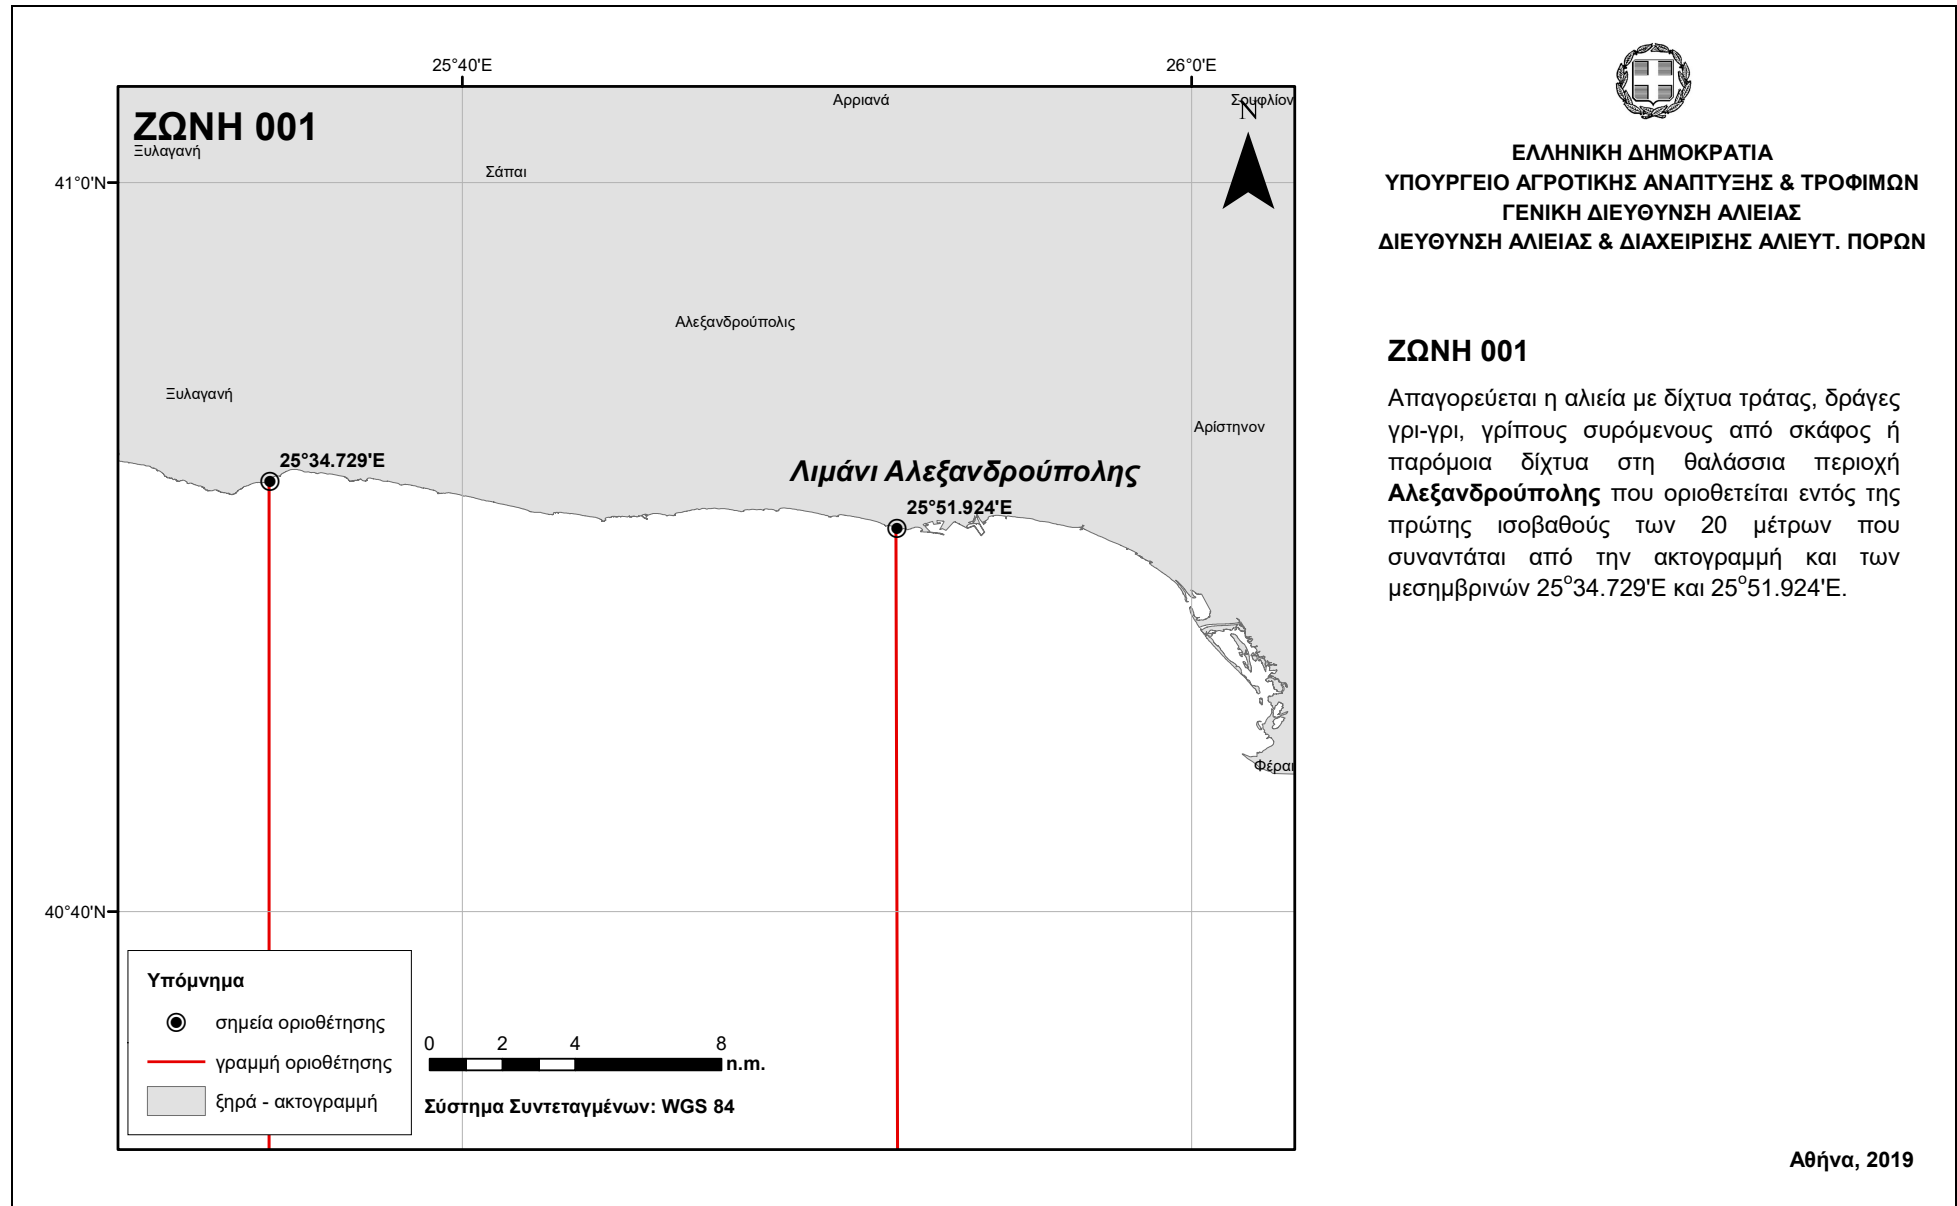 25°40'E
26°0'E
ΖΩΝΗ 001
Ξυλαγανή
Αρριανά
Σουφλίον
N
Σάπαι
41°0'N
Αλεξανδρούπολις
Ξυλαγανή
Αρίστηνον
25°34.729'E
Λιμάνι Αλεξανδρούπολης
25°51.924'E
Φέραι
40°40'N
Υπόμνημα
σημεία οριοθέτησης
γραμμή οριοθέτησης
ξηρά - ακτογραμμή
0 2 4 8
n.m.
Σύστημα Συντεταγμένων: WGS 84
ΕΛΛΗΝΙΚΗ ΔΗΜΟΚΡΑΤΙΑ
ΥΠΟΥΡΓΕΙΟ ΑΓΡΟΤΙΚΗΣ ΑΝΑΠΤΥΞΗΣ & ΤΡΟΦΙΜΩΝ
ΓΕΝΙΚΗ ΔΙΕΥΘΥΝΣΗ ΑΛΙΕΙΑΣ
ΔΙΕΥΘΥΝΣΗ ΑΛΙΕΙΑΣ & ΔΙΑΧΕΙΡΙΣΗΣ ΑΛΙΕΥΤ. ΠΟΡΩΝ
ΖΩΝΗ 001
Απαγορεύεται η αλιεία με δίχτυα τράτας, δράγες
γρι-γρι, γρίπους συρόμενους από σκάφος ή
παρόμοια δίχτυα στη θαλάσσια περιοχή
Αλεξανδρούπολης που οριοθετείται εντός της
πρώτης ισοβαθούς των 20 μέτρων που
συναντάται από την ακτογραμμή και των
μεσημβρινών 25°34.729'E και 25°51.924'E.
Αθήνα, 2019